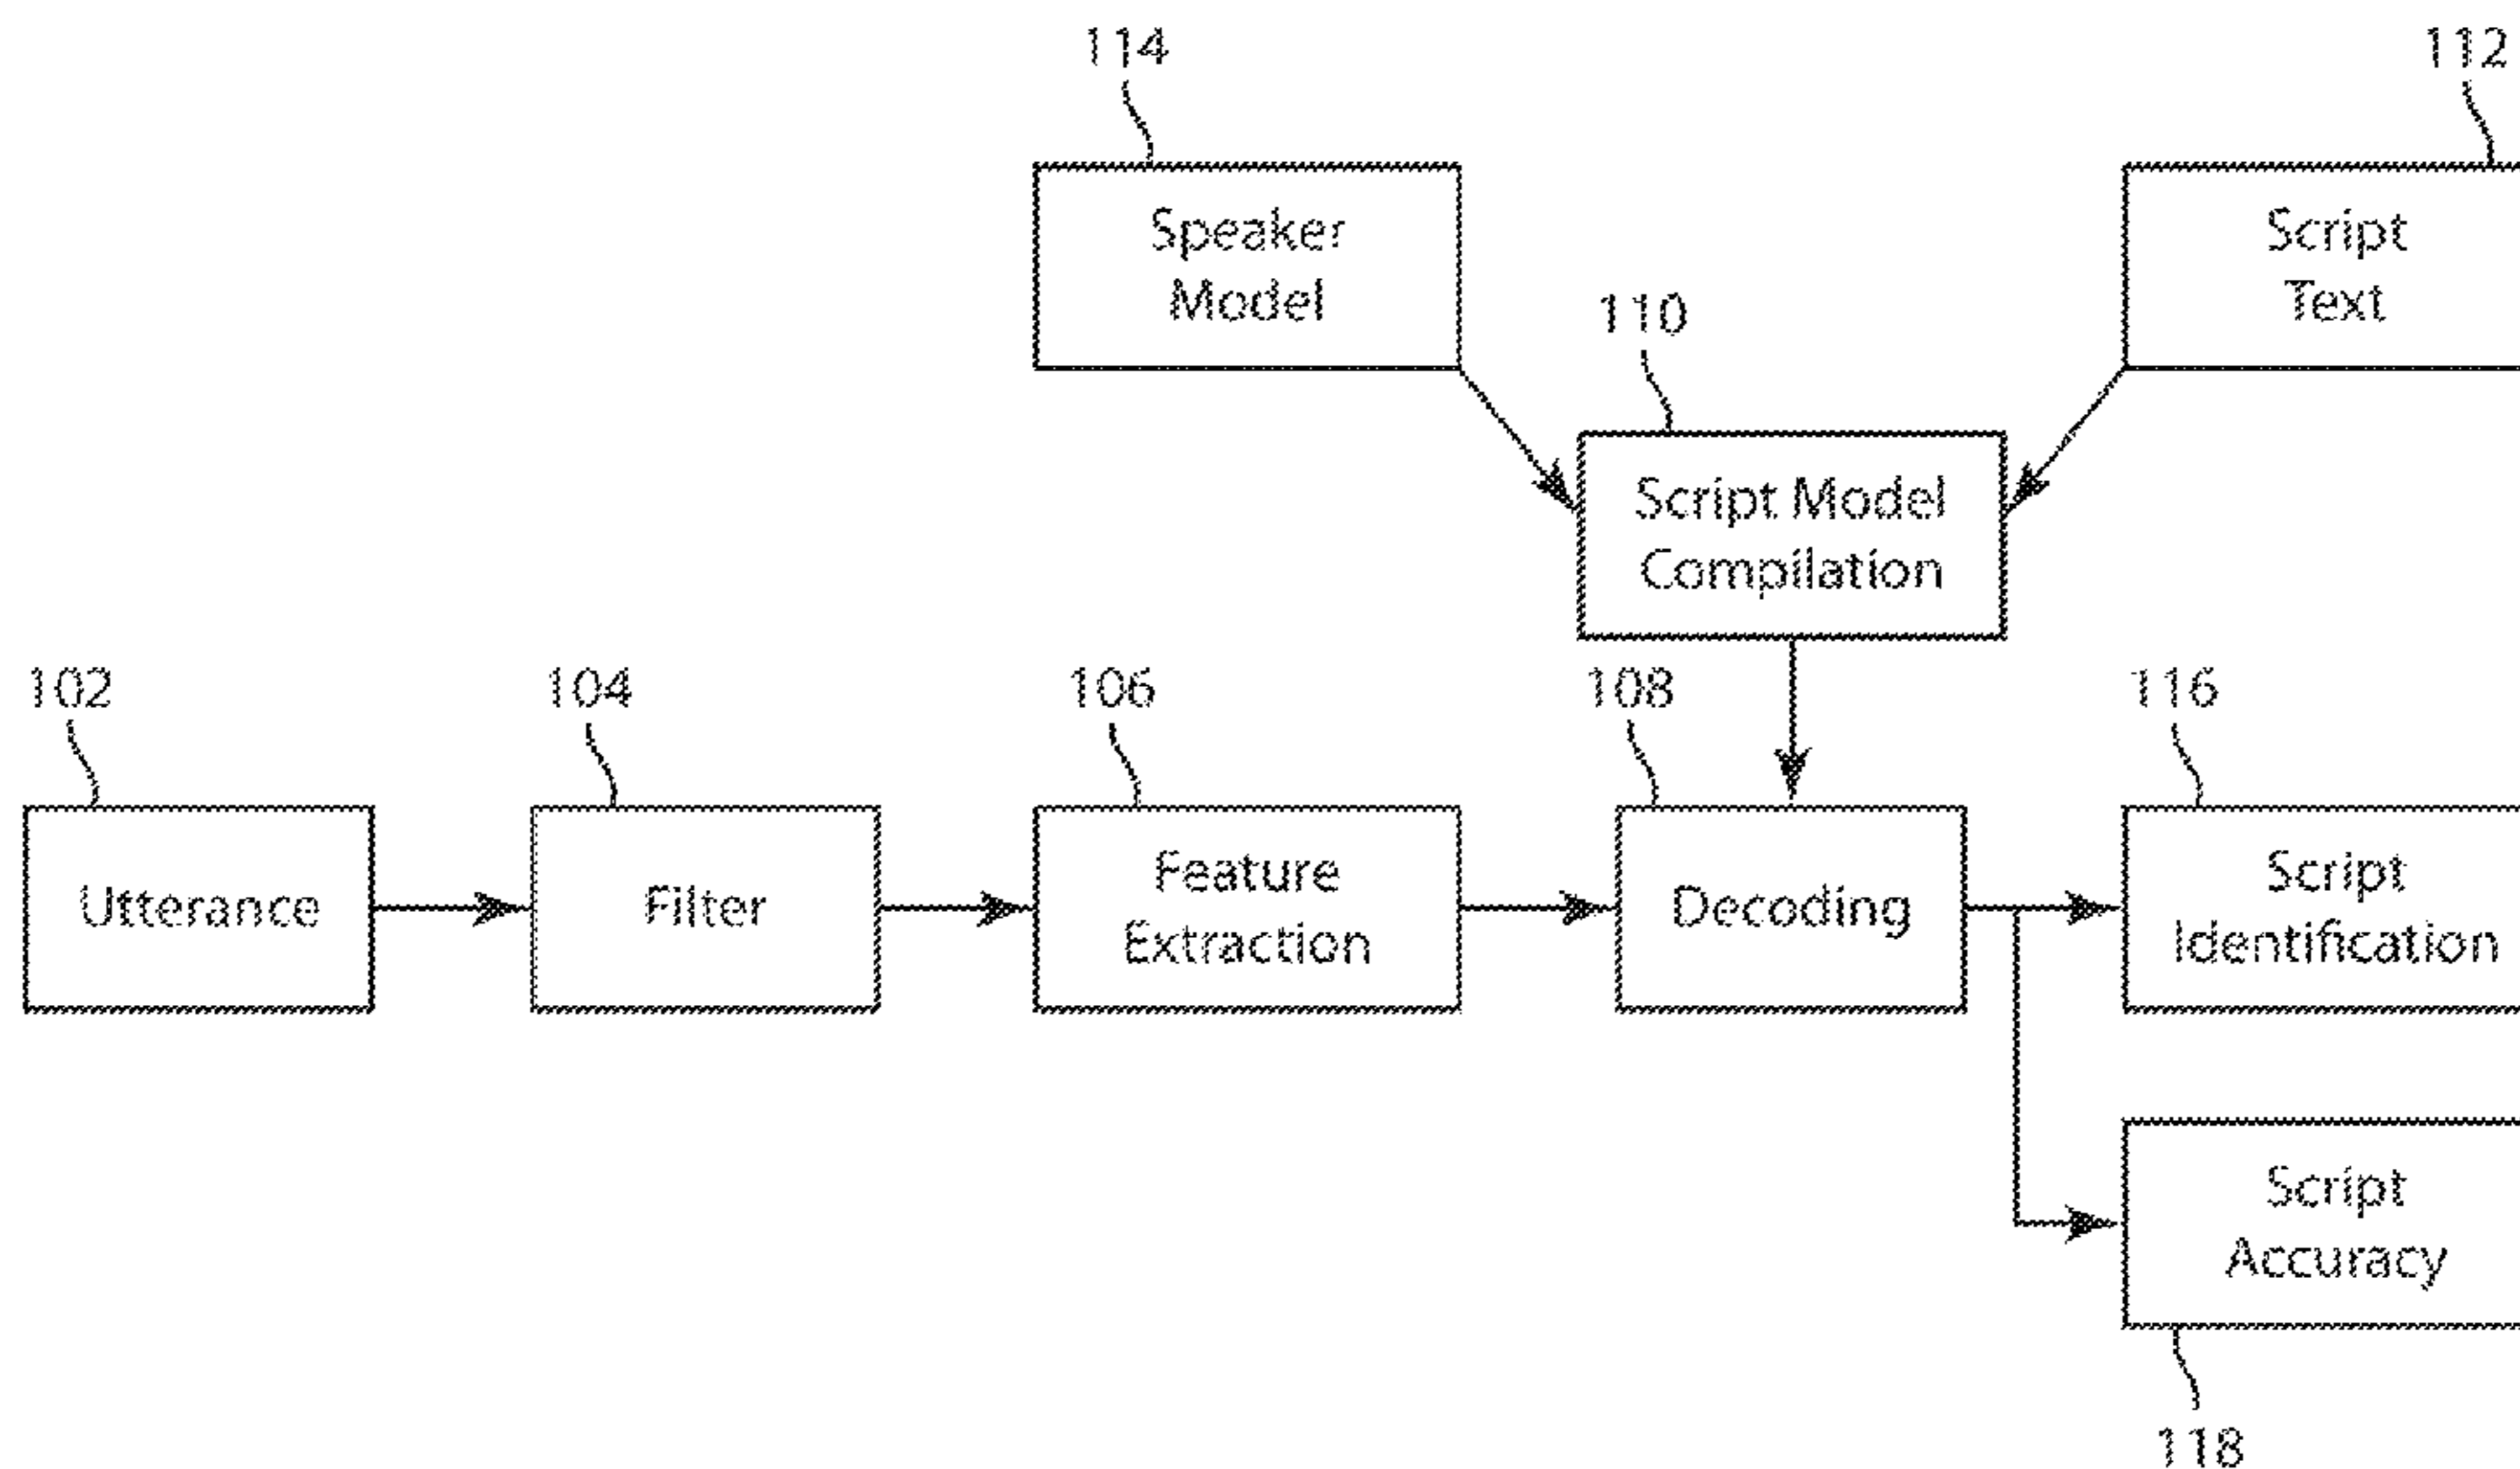 114
112
Speaker
Model
Script
Text
110
Script Model
Compilation
102
104
106
108
116
Utterance
Filter
Feature
Extraction
Decoding
Script
Identification
Script
Accuracy
118